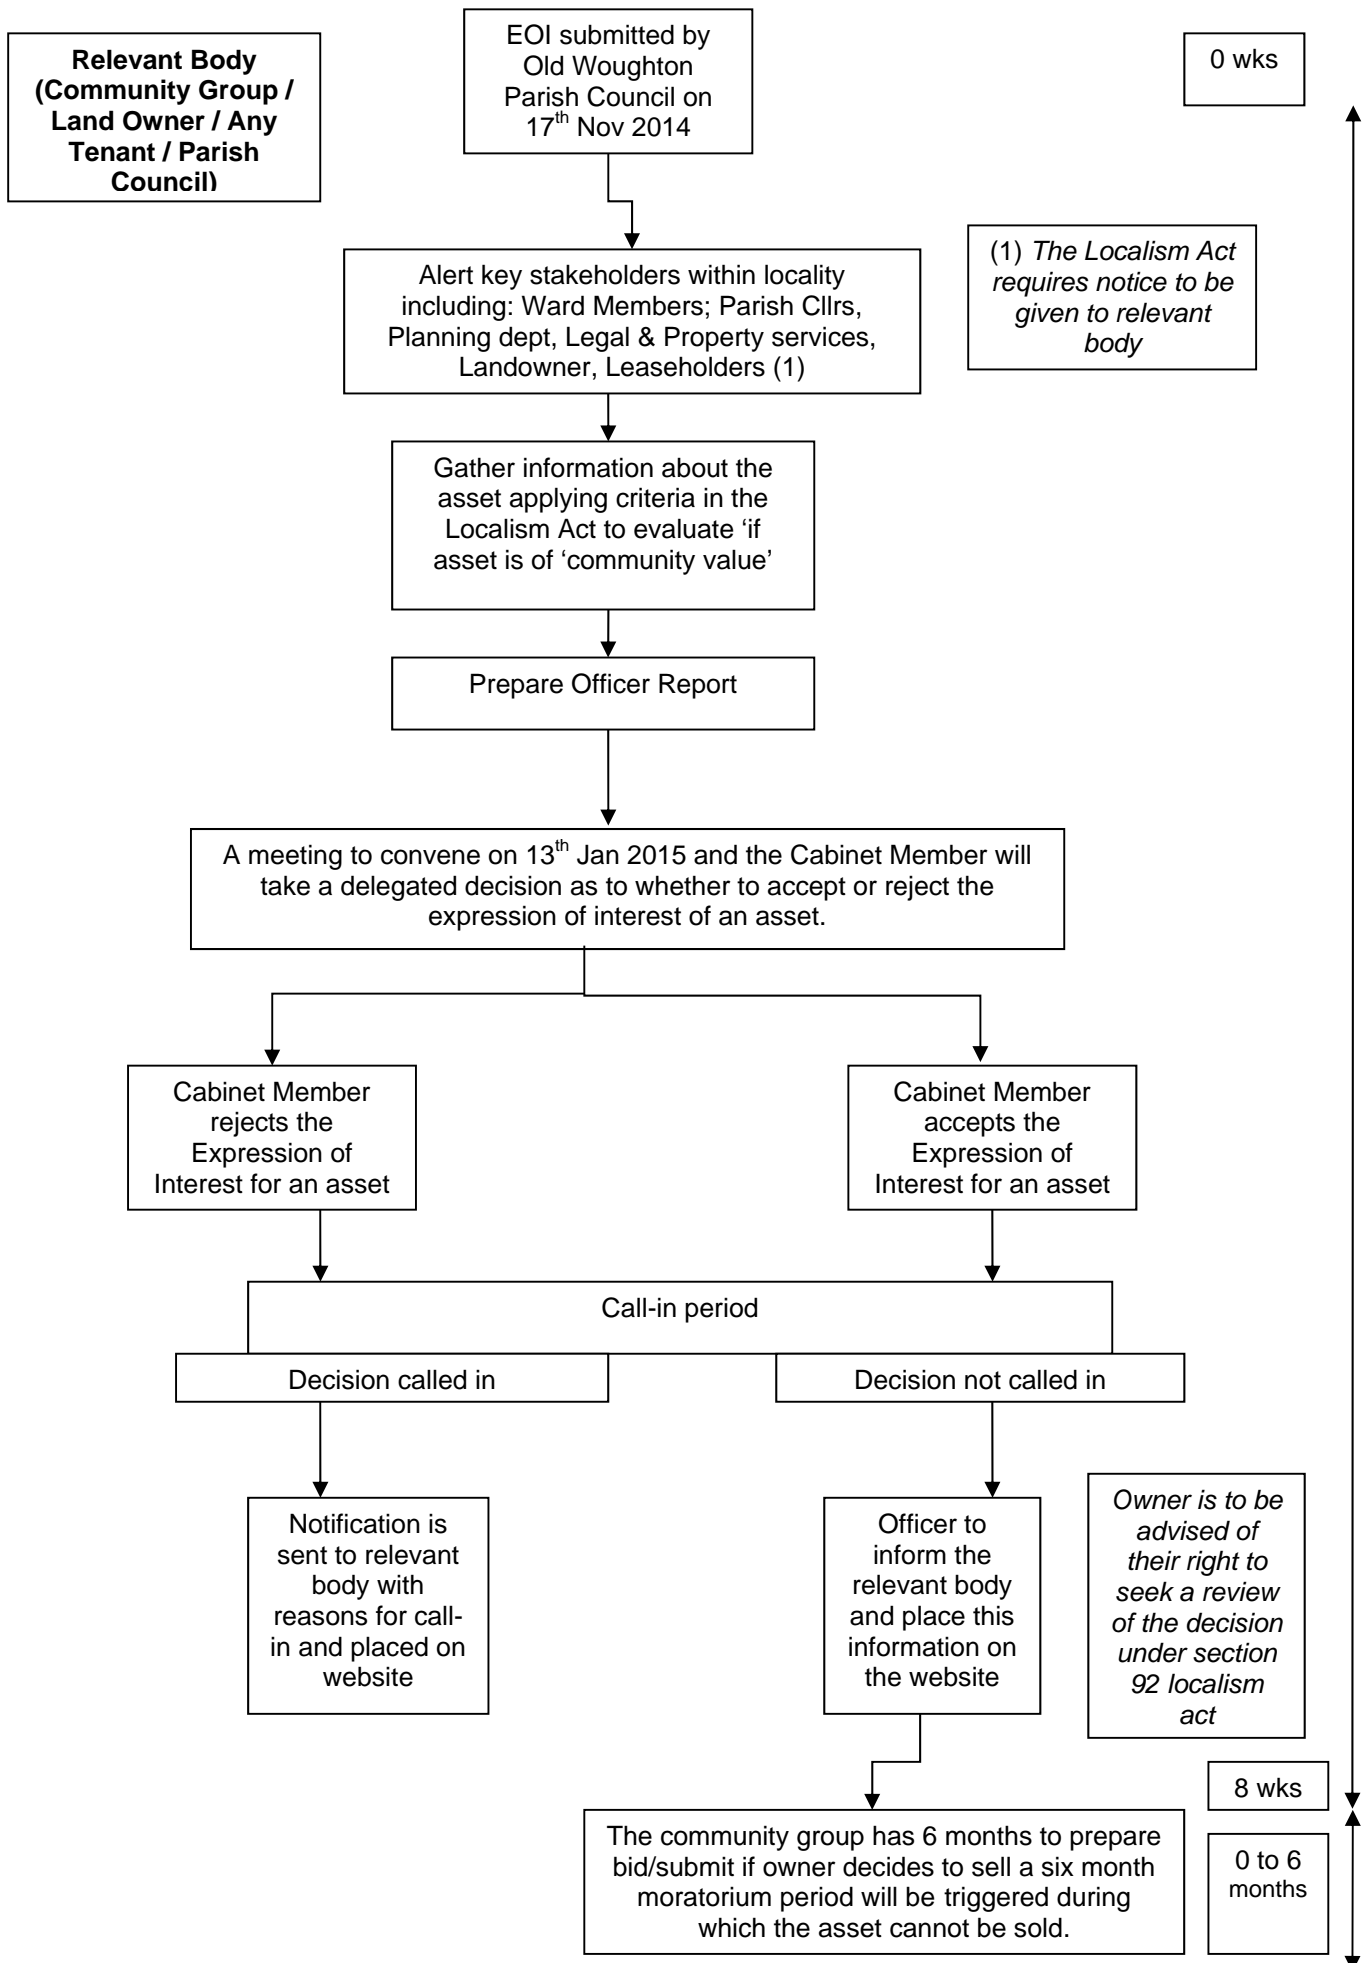 Relevant Body
(Community Group /
Land Owner / Any
Tenant / Parish
Council)
EOI submitted by
Old Woughton
Parish Council on
17th Nov 2014
0 wks
Alert key stakeholders within locality
including: Ward Members; Parish Cllrs,
Planning dept, Legal & Property services,
Landowner, Leaseholders (1)
(1) The Localism Act
requires notice to be
given to relevant
body
Gather information about the
asset applying criteria in the
Localism Act to evaluate ‘if
asset is of ‘community value’
Prepare Officer Report
A meeting to convene on 13th Jan 2015 and the Cabinet Member will
take a delegated decision as to whether to accept or reject the
expression of interest of an asset.
Cabinet Member
rejects the
Expression of
Interest for an asset
Cabinet Member
accepts the
Expression of
Interest for an asset
Call-in period
Decision called in
Decision not called in
Notification is
sent to relevant
body with
reasons for call-
in and placed on
website
Officer to
inform the
relevant body
and place this
information on
the website
Owner is to be
advised of
their right to
seek a review
of the decision
under section
92 localism
act
8 wks
The community group has 6 months to prepare
bid/submit if owner decides to sell a six month
moratorium period will be triggered during
which the asset cannot be sold.
0 to 6
months